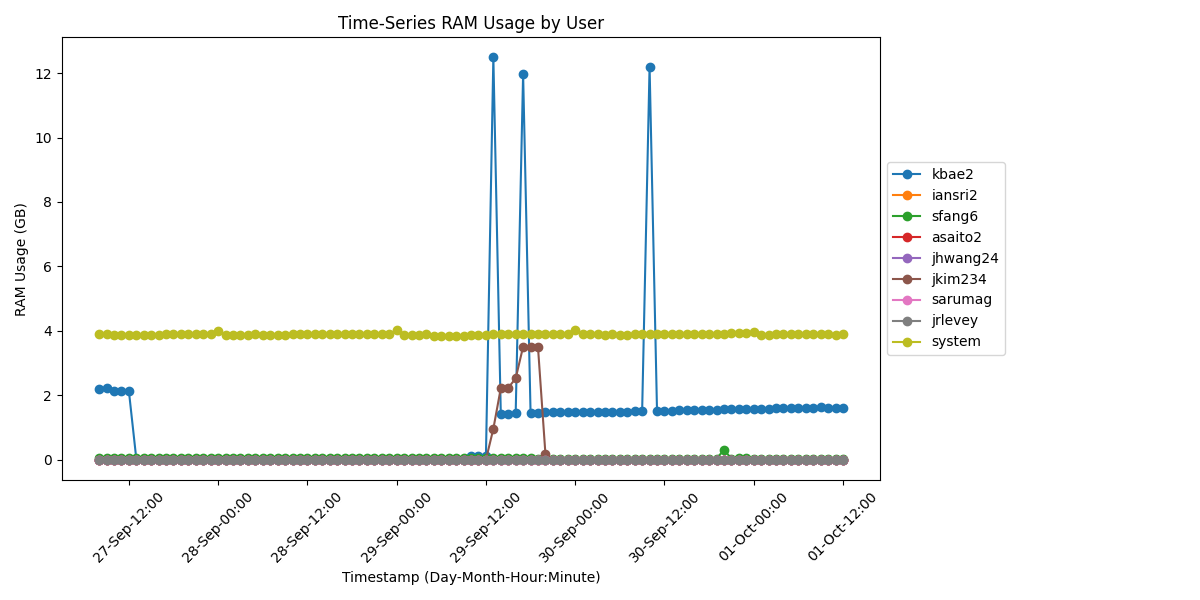 Time-Series RAM Usage by User
RAM Usage (GB)
12
10
8
6
4
2
0
27-Sep-12:00
28-Sep-00:00
28-Sep-12:00
29-Sep-00:00
29-Sep-12:00
30-Sep-00:00
30-Sep-12:00
01-Oct-00:00
01-Oct-12:00
Timestamp (Day-Month-Hour:Minute)
kbae2
iansri2
sfang6
asaito2
jhwang24
jkim234
sarumag
jrlevey
system